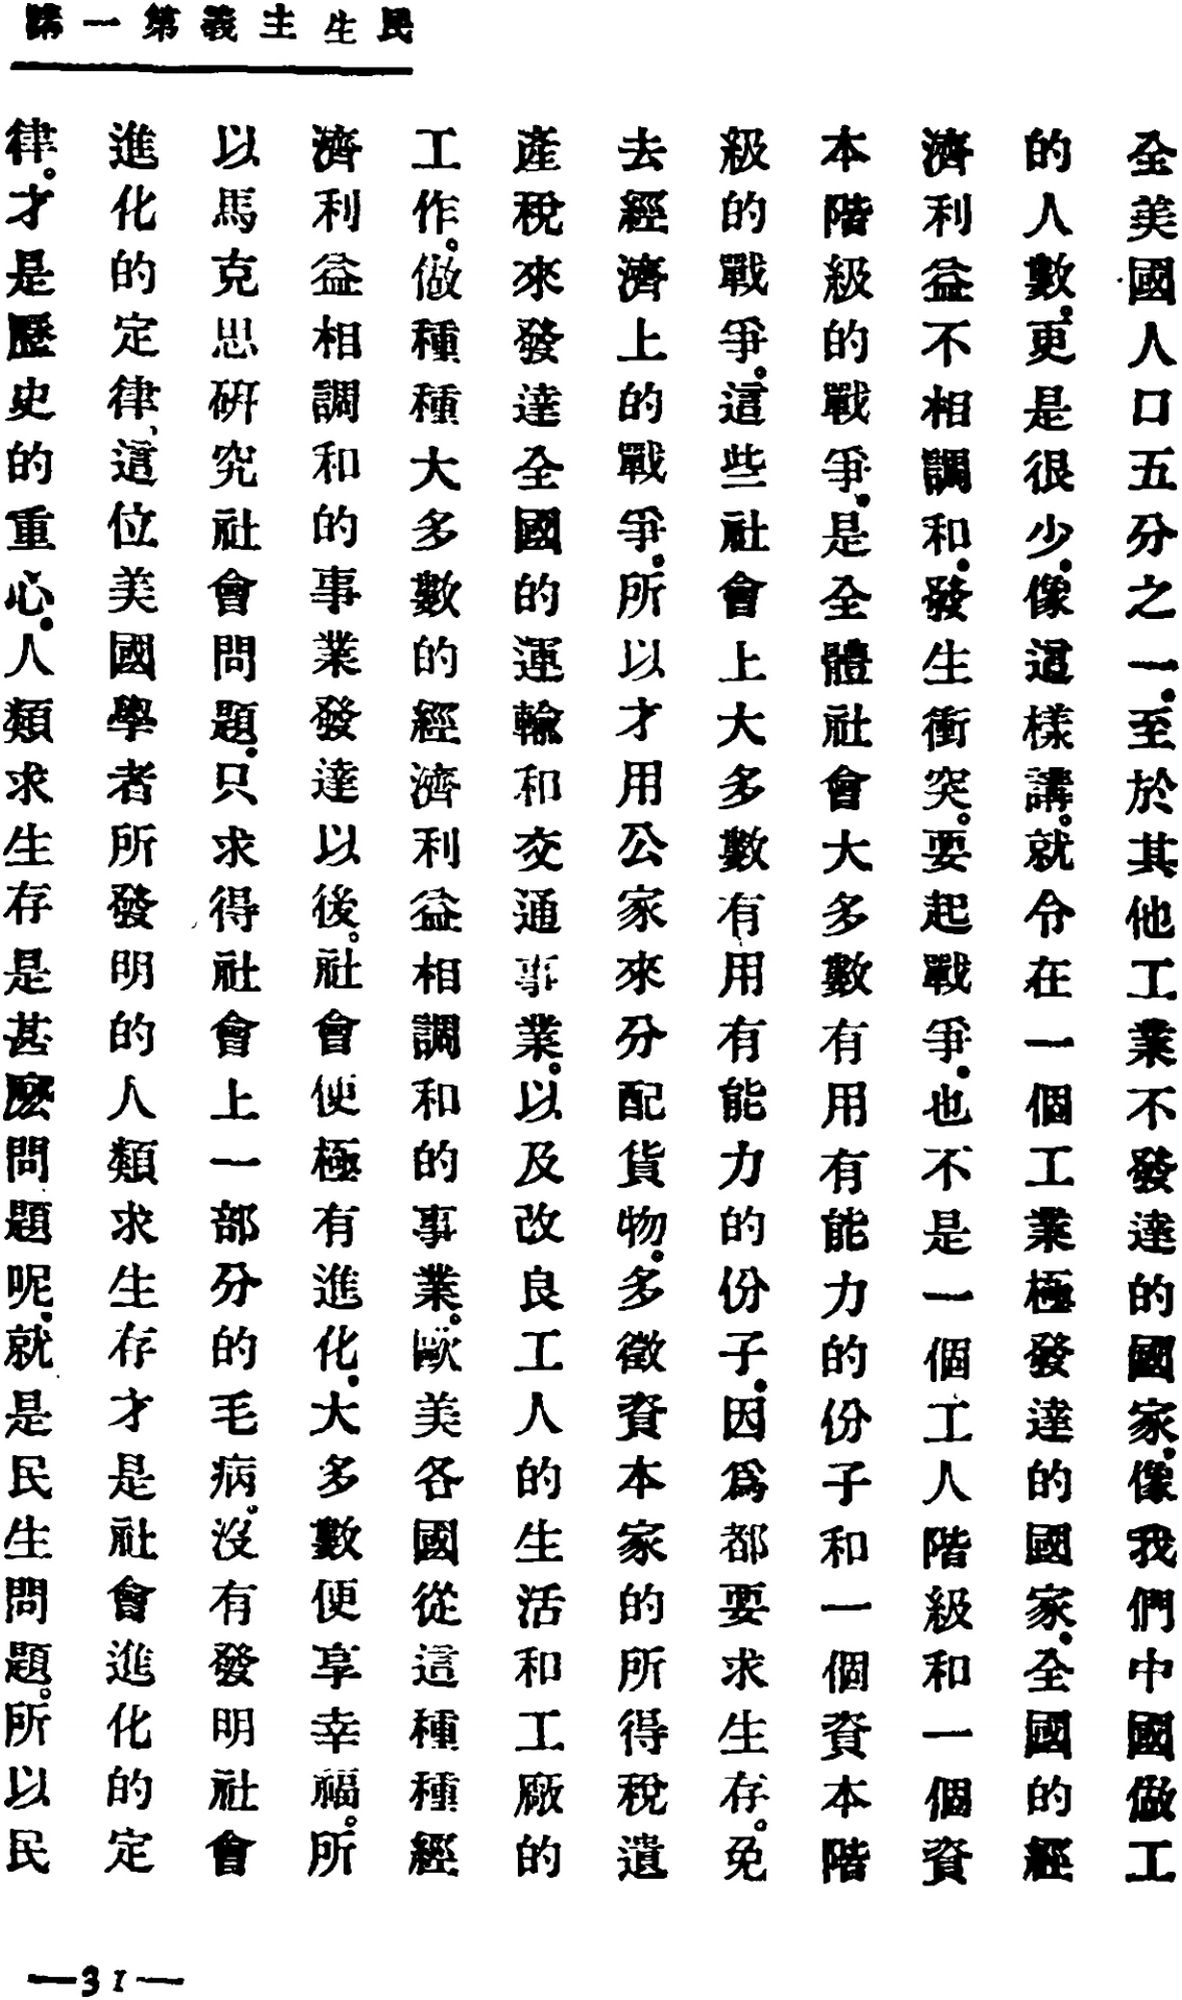 民生主義第一講
全美國人口五分之一.至於其他工業不發達的國家.像我們中國做工
的人數。更是很少.像這樣講。就令在一個工業極發達的國家.全國的經
濟利益不相調和.發生衝突。要起戰爭.也不是一個工人階級和一個資
本階級的戰爭.是全體社會大多數有用有能力的份子和一個資本階
級的戰爭。這些社會上大多數有用有能力的份子.因爲都要求生存。免
去經濟上的戰爭。所以才用公家來分配貨物。多徵資本家的所得稅遺
產稅來發達全國的運輸和交通事業。以及改良工人的生活和工廠的
工作。做種種大多數的經濟利益相調和的事業。歐美各國從這種種經
濟利益相調和的事業發達以後。社會便極有進化.大多數便享幸福。所
以馬克思硏究社會問題.只求得社會上一部分的毛病。沒有發明社會
進化的定律、這位美國學者所發明的人類求生存才是社會進化的定
律。才是歷史的重心.人類求生存是甚麼問題呢.就是民生問題。所以民
—31—